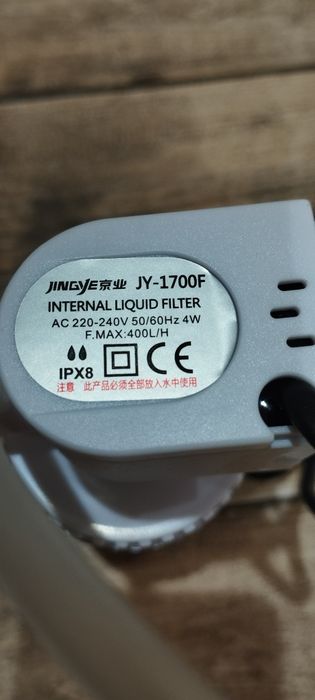 JINGYE京业 JY-1700F
INTERNAL LIQUID FILTER
AC 220-240V 50/60Hz 4W
F.MAX:400L/H
IPX8 CE
注意 此产品必须全部放入水中使用